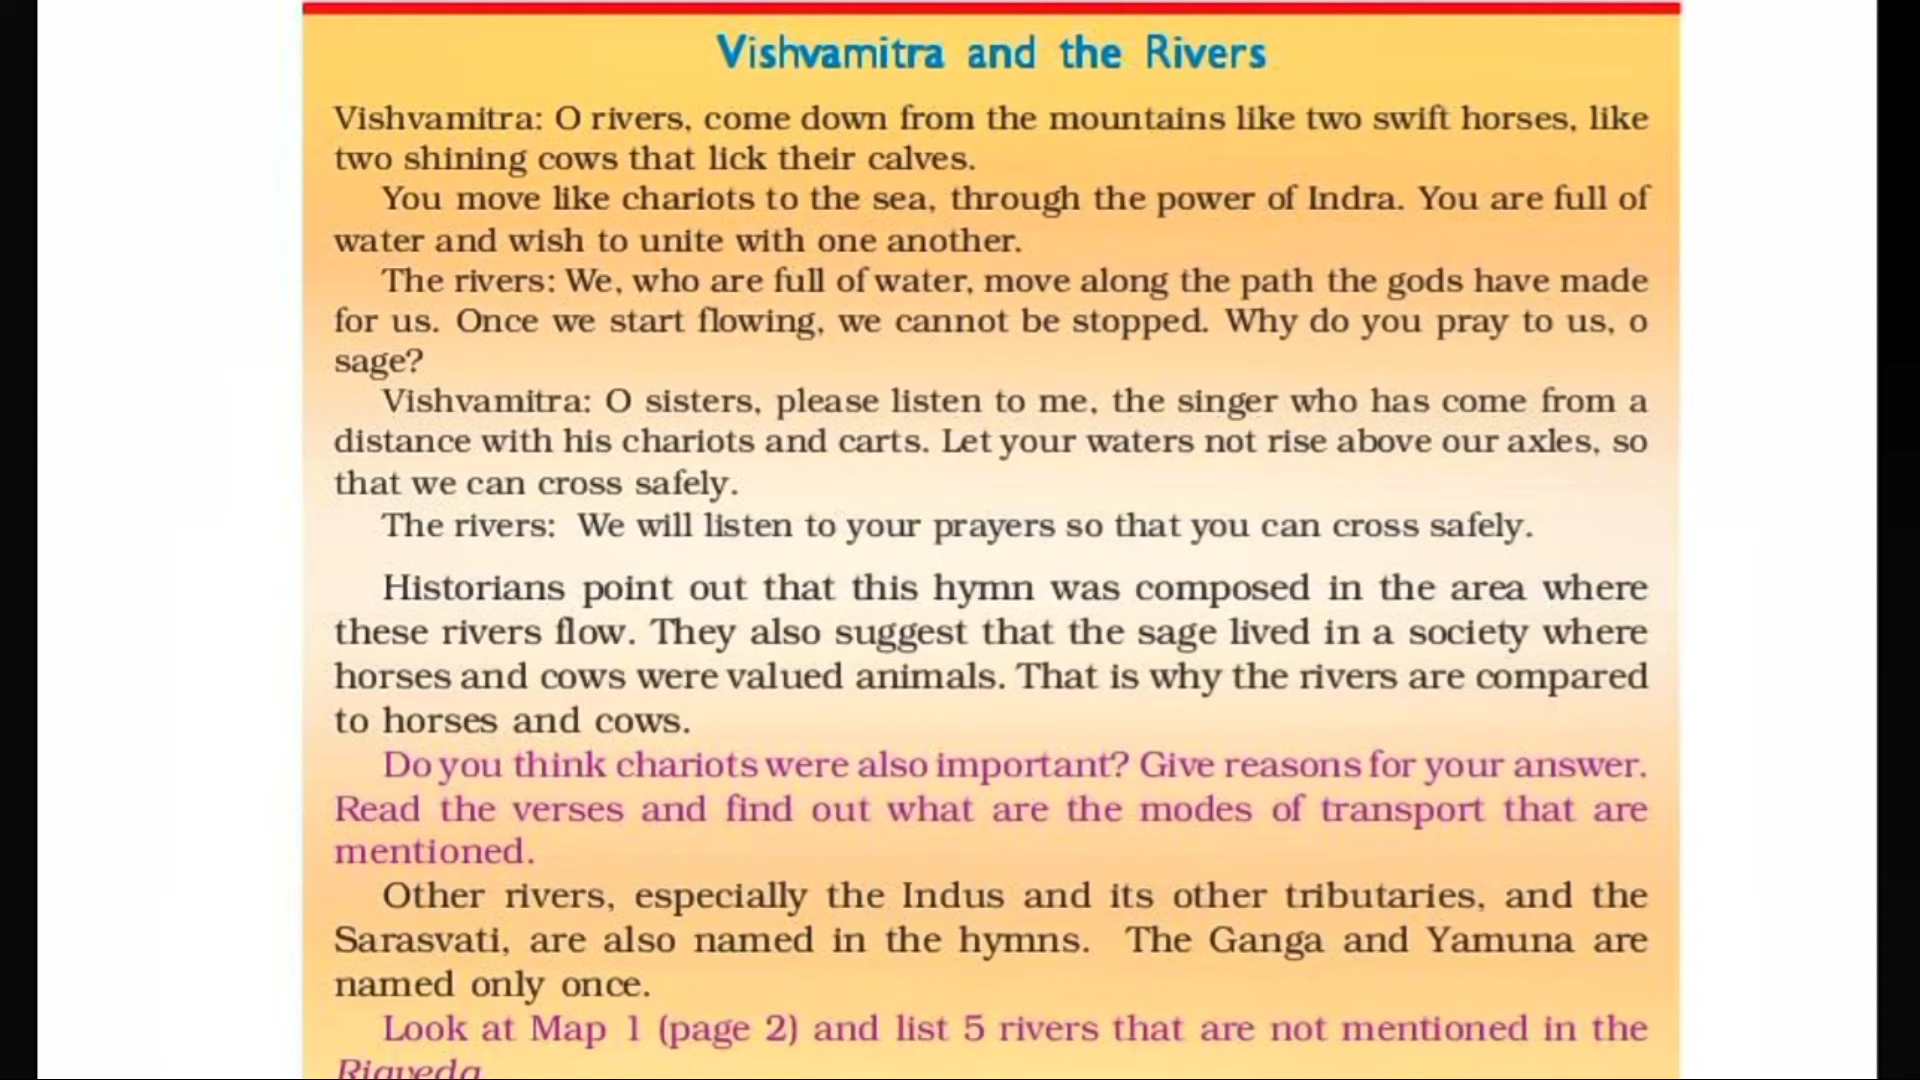 Vishvamitra and the Rivers
Vishvamitra: O rivers, come down from the mountains like two swift horses, like
two shining cows that lick their calves.
You move like chariots to the sea, through the power of Indra. You are full of
water and wish to unite with one another.
The rivers: We, who are full of water, move along the path the gods have made
for us. Once we start flowing, we cannot be stopped. Why do you pray to us, o
sage?
Vishvamitra: O sisters, please listen to me, the singer who has come from a
distance with his chariots and carts. Let your waters not rise above our axles, so
that we can cross safely.
The rivers: We will listen to your prayers so that you can cross safely.
Historians point out that this hymn was composed in the area where
these rivers flow. They also suggest that the sage lived in a society where
horses and cows were valued animals. That is why the rivers are compared
to horses and cows.
Do you think chariots were also important? Give reasons for your answer.
Read the verses and find out what are the modes of transport that are
mentioned.
Other rivers, especially the Indus and its other tributaries, and the
Sarasvati, are also named in the hymns. The Ganga and Yamuna are
named only once.
Look at Map 1 (page 2) and list 5 rivers that are not mentioned in the
Rigveda